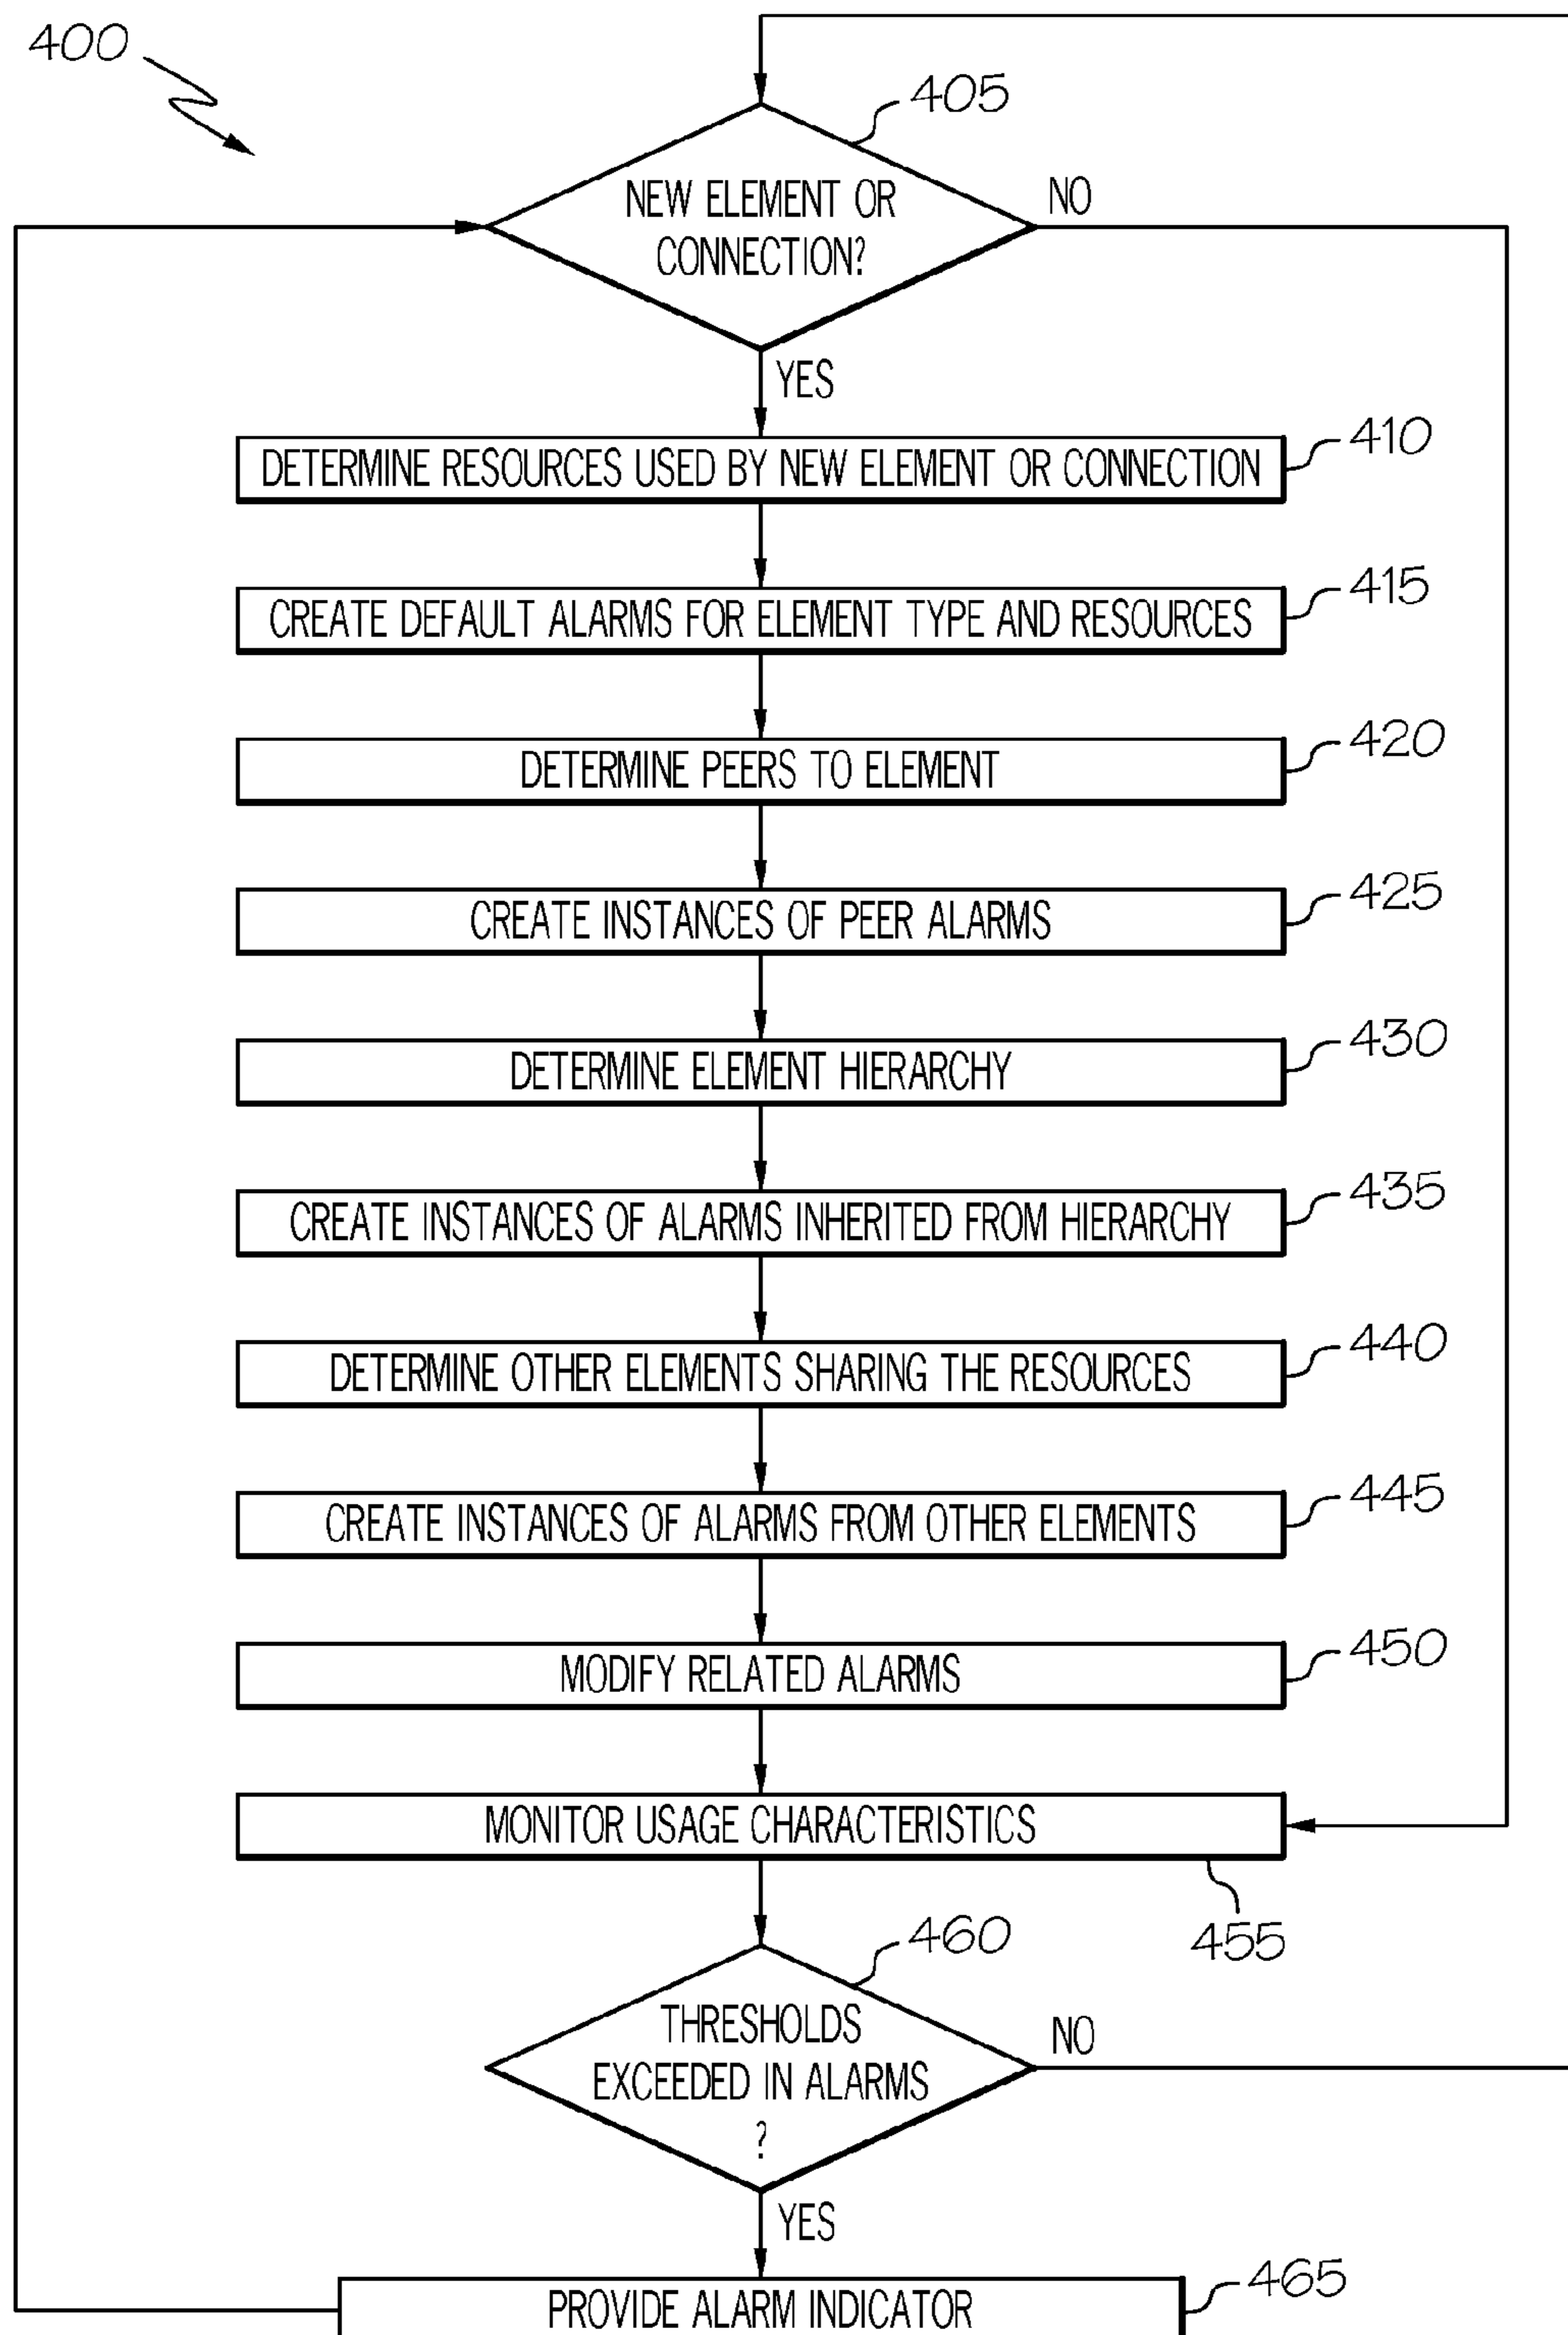 400
405
NEW ELEMENT OR
CONNECTION?
NO
YES
DETERMINE RESOURCES USED BY NEW ELEMENT OR CONNECTION
410
CREATE DEFAULT ALARMS FOR ELEMENT TYPE AND RESOURCES
415
DETERMINE PEERS TO ELEMENT
420
CREATE INSTANCES OF PEER ALARMS
425
DETERMINE ELEMENT HIERARCHY
430
CREATE INSTANCES OF ALARMS INHERITED FROM HIERARCHY
435
DETERMINE OTHER ELEMENTS SHARING THE RESOURCES
440
CREATE INSTANCES OF ALARMS FROM OTHER ELEMENTS
445
MODIFY RELATED ALARMS
450
MONITOR USAGE CHARACTERISTICS
455
460
THRESHOLDS
EXCEEDED IN ALARMS
?
NO
YES
PROVIDE ALARM INDICATOR
465